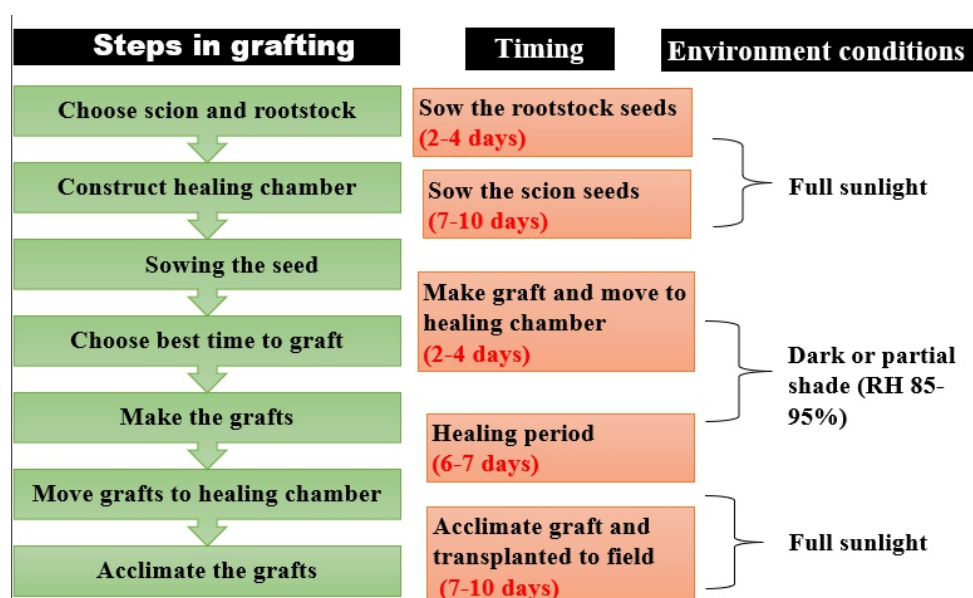 Steps in grafting
Timing
Environment conditions
Choose scion and rootstock
Construct healing chamber
Sowing the seed
Choose best time to graft
Make the grafts
Move grafts to healing chamber
Acclimate the grafts
Sow the rootstock seeds
(2-4 days)
Sow the scion seeds
(7-10 days)
Make graft and move to
healing chamber
(2-4 days)
Healing period
(6-7 days)
Acclimate graft and
transplanted to field
(7-10 days)
Full sunlight
Dark or partial
shade (RH 85-
95%)
Full sunlight